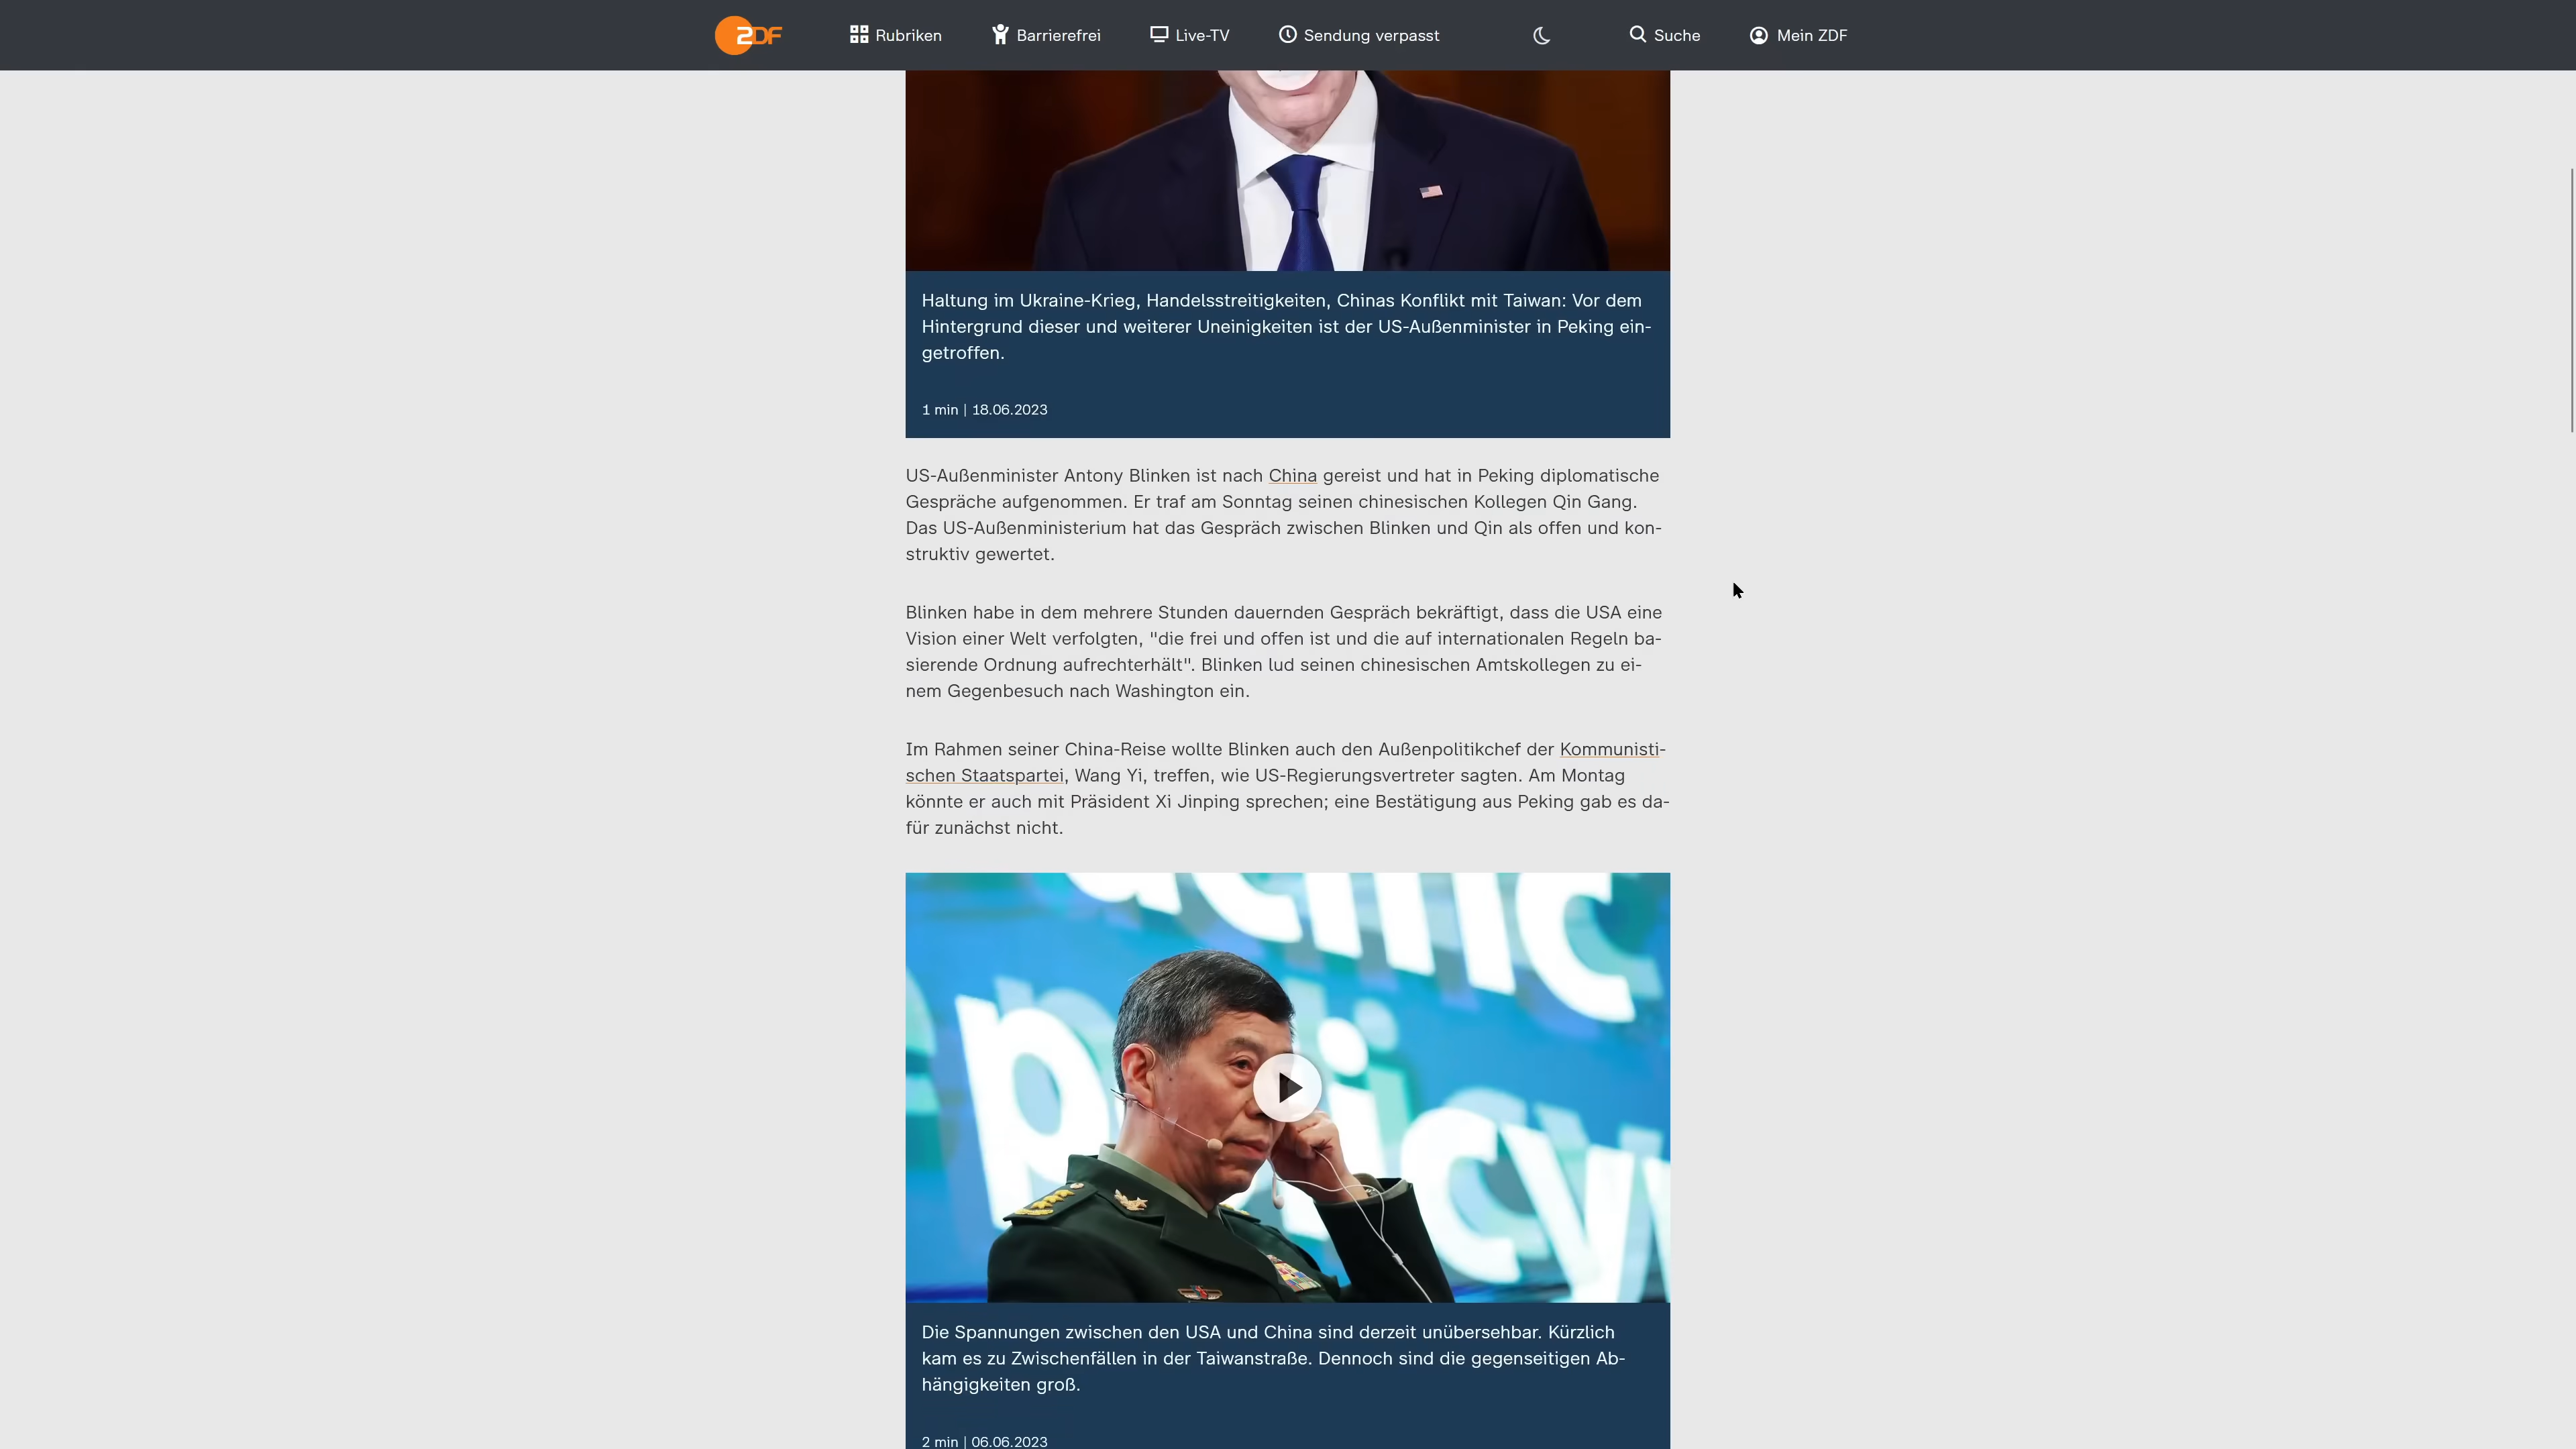 ZDF
Rubriken
Barrierefrei
Live-TV
Sendung verpasst
Suche
Mein ZDF
Haltung im Ukraine-Krieg, Handelsstreitigkeiten, Chinas Konflikt mit Taiwan: Vor dem
Hintergrund dieser und weiterer Uneinigkeiten ist der US-Außenminister in Peking ein-
getroffen.
1 min | 18.06.2023
US-Außenminister Antony Blinken ist nach China gereist und hat in Peking diplomatische
Gespräche aufgenommen. Er traf am Sonntag seinen chinesischen Kollegen Qin Gang.
Das US-Außenministerium hat das Gespräch zwischen Blinken und Qin als offen und kon-
struktiv gewertet.
Blinken habe in dem mehrere Stunden dauernden Gespräch bekräftigt, dass die USA eine
Vision einer Welt verfolgten, "die frei und offen ist und die auf internationalen Regeln ba-
sierende Ordnung aufrechterhält". Blinken lud seinen chinesischen Amtskollegen zu ei-
nem Gegenbesuch nach Washington ein.
Im Rahmen seiner China-Reise wollte Blinken auch den Außenpolitikchef der Kommunisti-
schen Staatspartei, Wang Yi, treffen, wie US-Regierungsvertreter sagten. Am Montag
könnte er auch mit Präsident Xi Jinping sprechen; eine Bestätigung aus Peking gab es da-
für zunächst nicht.
Die Spannungen zwischen den USA und China sind derzeit unübersehbar. Kürzlich
kam es zu Zwischenfällen in der Taiwanstraße. Dennoch sind die gegenseitigen Ab-
hängigkeiten groß.
2 min | 06.06.2023